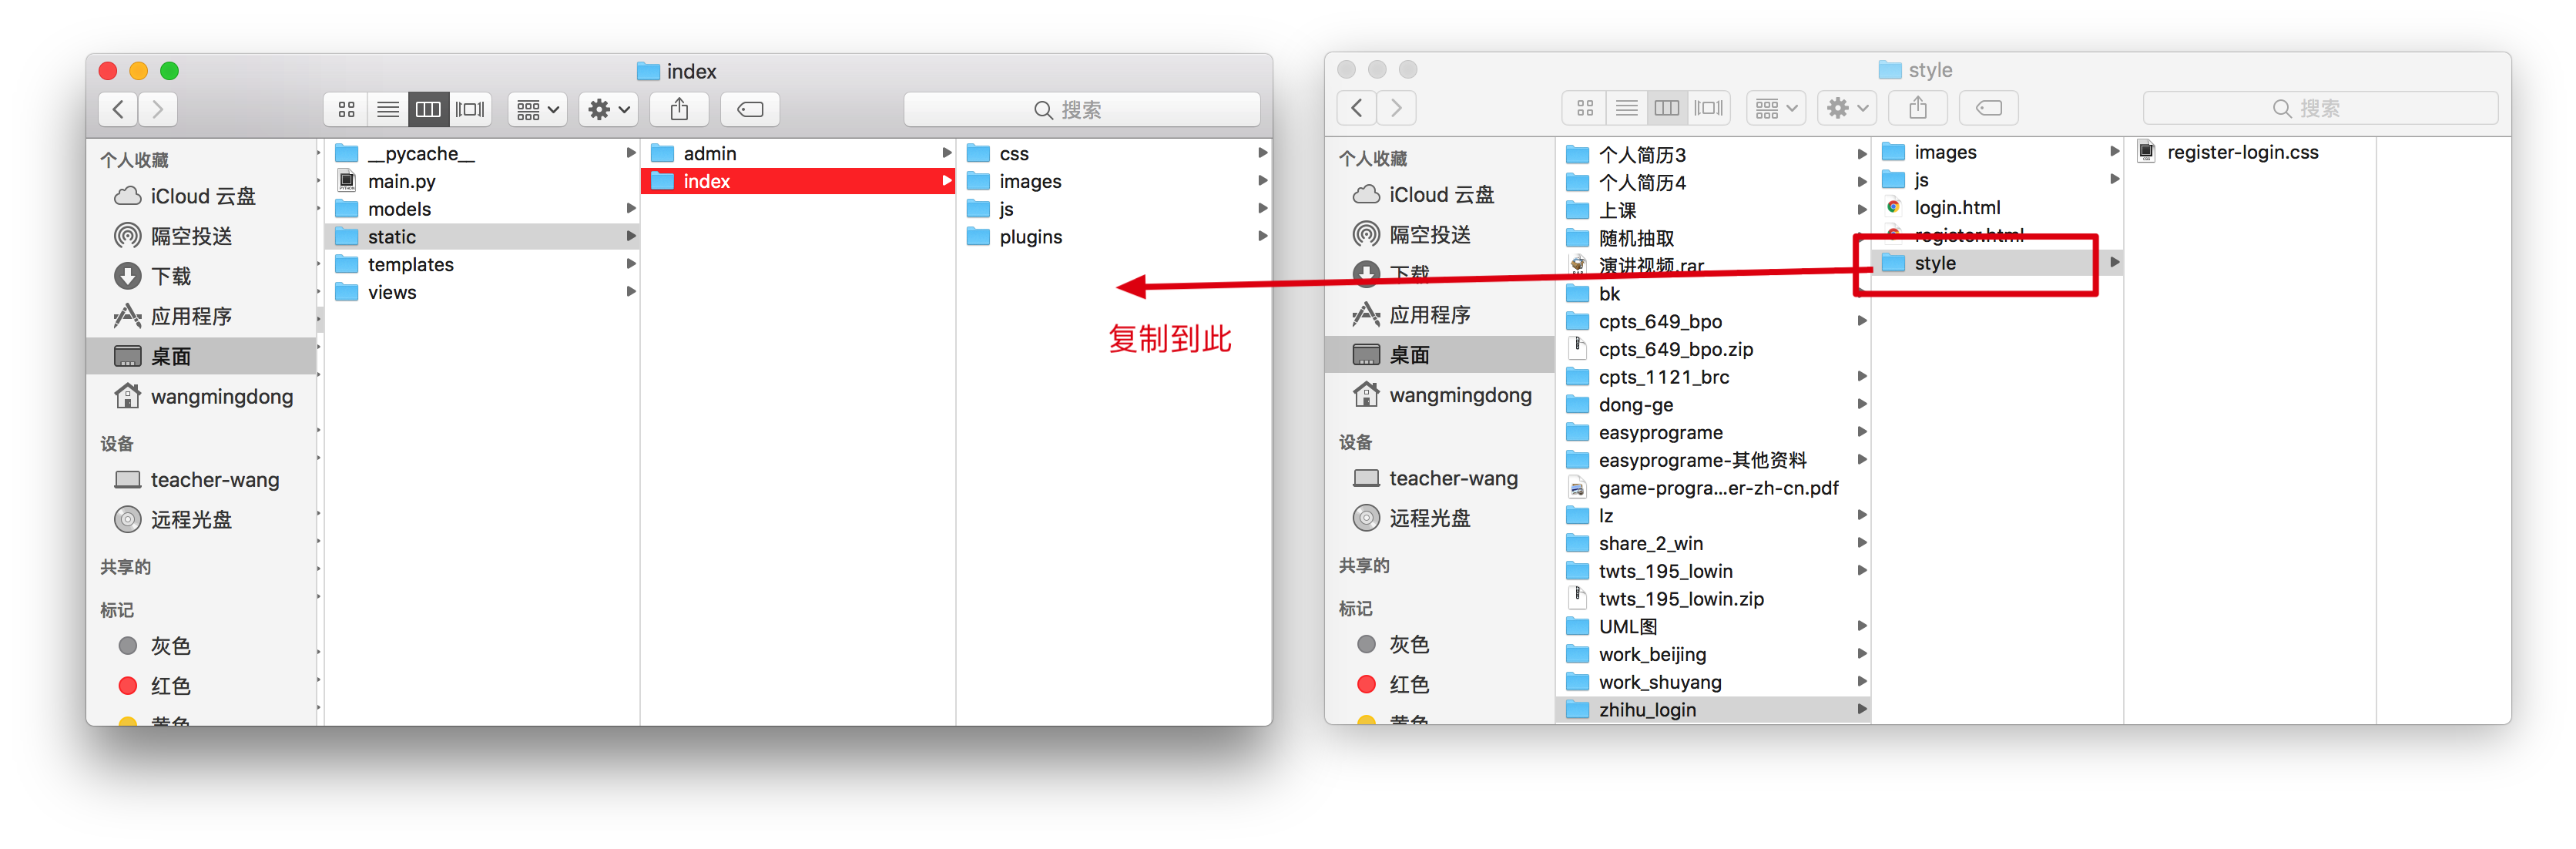 index
搜索
个人收藏
iCloud 云盘
隔空投送
下载
应用程序
桌面
wangmingdong
设备
teacher-wang
远程光盘
共享的
标记
灰色
红色
黄色
__pycache__
main.py
models
static
templates
views
admin
index
css
images
js
plugins
复制到此
style
搜索
个人收藏
iCloud 云盘
隔空投送
下载
应用程序
桌面
wangmingdong
设备
teacher-wang
远程光盘
共享的
标记
灰色
红色
黄色
个人简历3
个人简历4
上课
随机抽取
演讲视频.rar
bk
cpts_649_bpo
cpts_649_bpo.zip
cpts_1121_brc
dong-ge
easyprograme
easyprograme-其他资料
game-progra...er-zh-cn.pdf
lz
share_2_win
twts_195_lowin
twts_195_lowin.zip
UML图
work_beijing
work_shuyang
zhihu_login
images
js
login.html
register.html
style
register-login.css